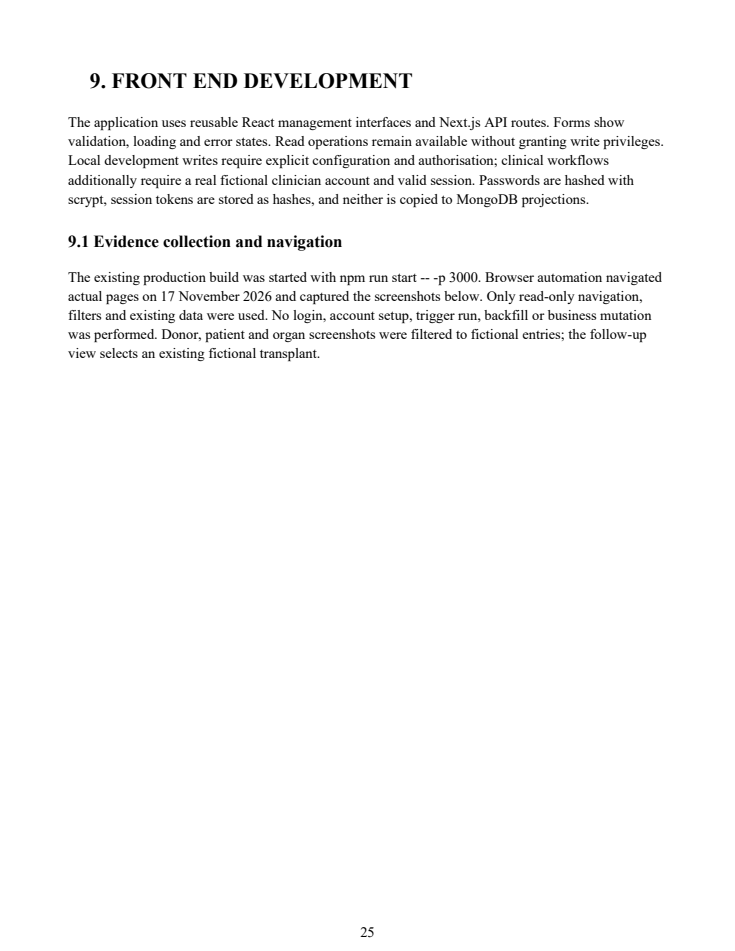 9. FRONT END DEVELOPMENT
The application uses reusable React management interfaces and Next.js API routes. Forms show
validation, loading and error states. Read operations remain available without granting write privileges.
Local development writes require explicit configuration and authorisation; clinical workflows
additionally require a real fictional clinician account and valid session. Passwords are hashed with
scrypt, session tokens are stored as hashes, and neither is copied to MongoDB projections.
9.1 Evidence collection and navigation
The existing production build was started with npm run start -- -p 3000. Browser automation navigated
actual pages on 17 November 2026 and captured the screenshots below. Only read-only navigation,
filters and existing data were used. No login, account setup, trigger run, backfill or business mutation
was performed. Donor, patient and organ screenshots were filtered to fictional entries; the follow-up
view selects an existing fictional transplant.
25